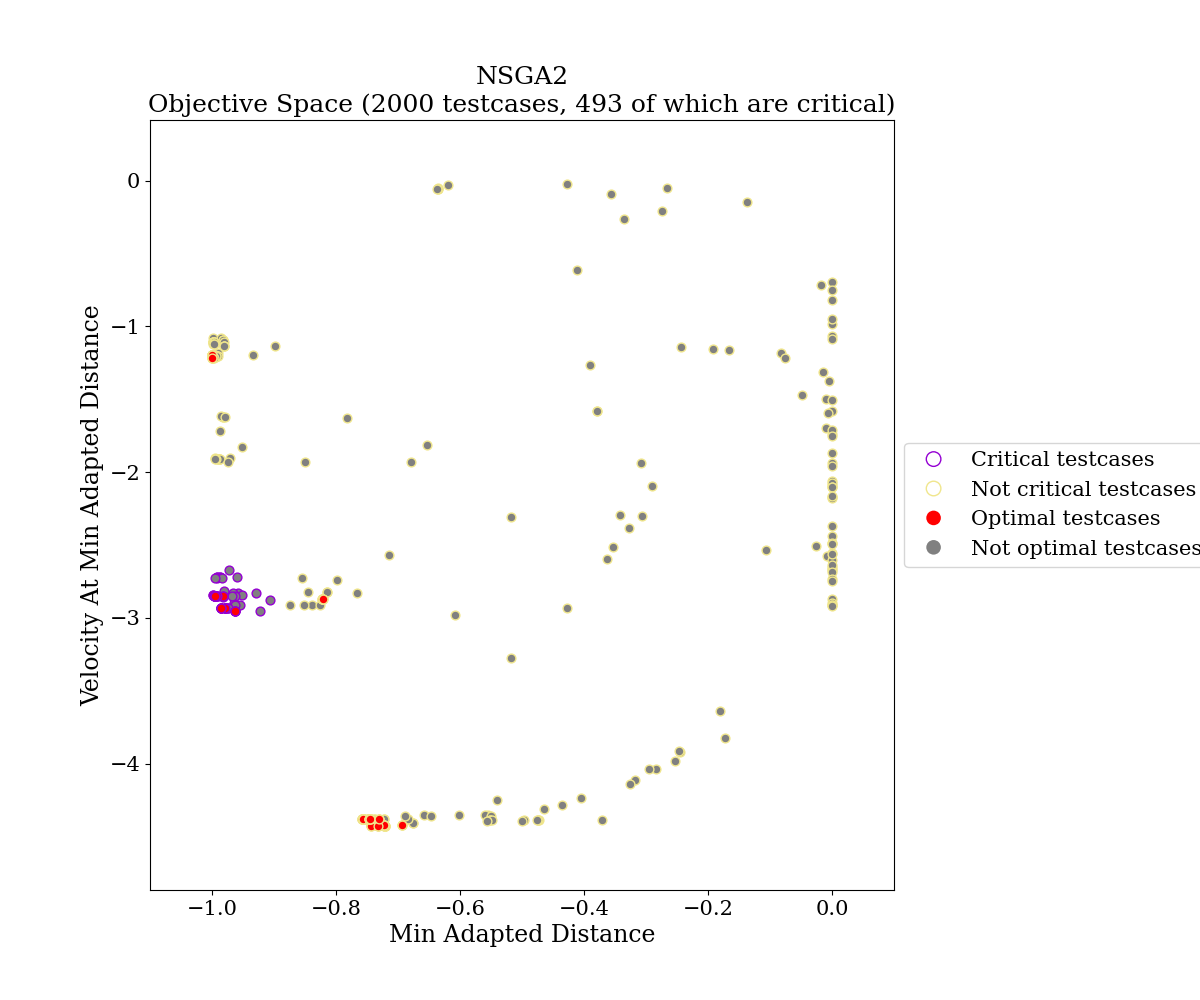 NSGA2
Objective Space (2000 testcases, 493 of which are critical)
0
−1
−2
−3
−4
Velocity At Min Adapted Distance
−1.0 −0.8 −0.6 −0.4 −0.2 0.0
Min Adapted Distance
Critical testcases
Not critical testcases
Optimal testcases
Not optimal testcases